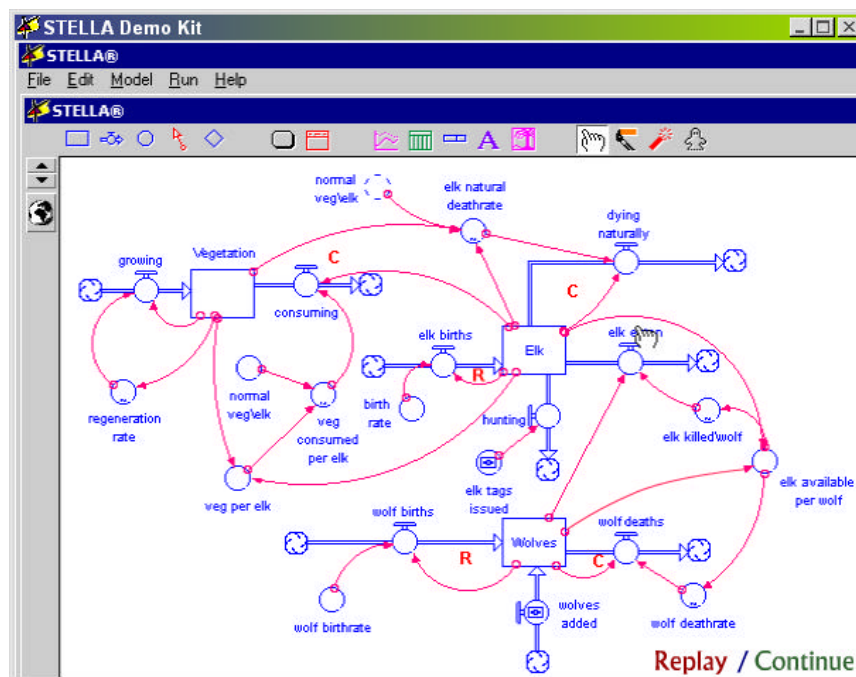 STELLA Demo Kit
STELLA®
File Edit Model Run Help
STELLA®
A
normal
veg\elk
elk natural
deathrate
dying
naturally
growing
Vegetation
C
consuming
C
elk births
Elk
R
birth
rate
normal
veg\elk
regeneration
rate
veg
consumed
per elk
hunting
elk killed\wolf
elk available
per wolf
veg per elk
elk tags
issued
wolf births
Wolves
wolf deaths
R
C
wolf birthrate
wolves
added
wolf deathrate
Replay / Continue